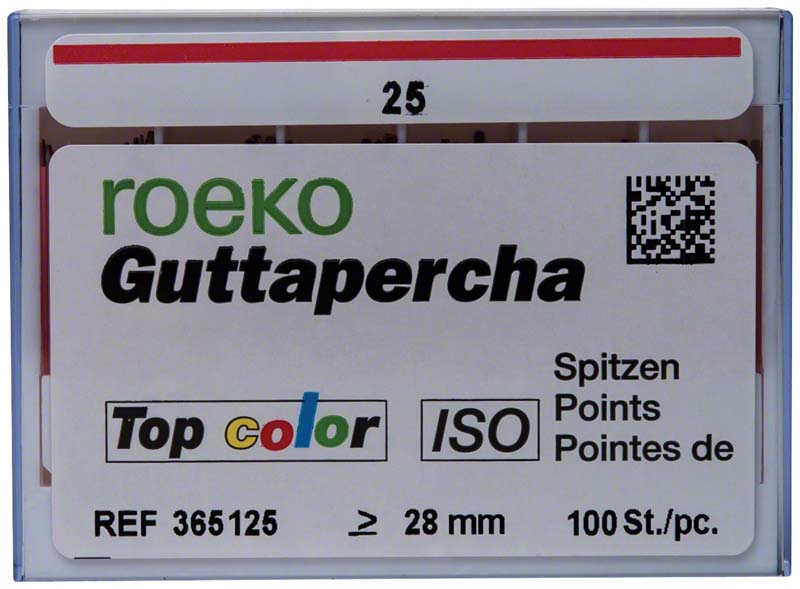 25
roeko
Guttapercha
Top color
ISO
Spitzen
Points
Pointes de
REF 365125 ≥ 28 mm 100 St./pc.